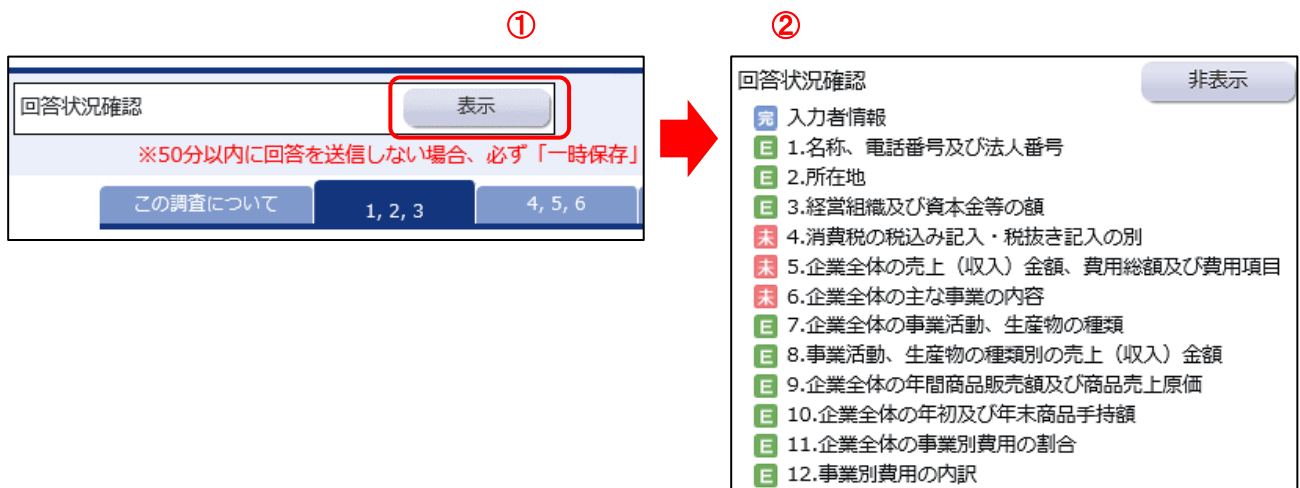 ①
②
回答状況確認 表示
※50分以内に回答を送信しない場合、必ず「一時保存」
この調査について 1, 2, 3 4, 5, 6
回答状況確認 非表示
完 入力者情報
E 1.名称、電話番号及び法人番号
E 2.所在地
E 3.経営組織及び資本金等の額
未 4.消費税の税込み記入・税抜き記入の別
未 5.企業全体の売上（収入）金額、費用総額及び費用項目
未 6.企業全体の主な事業の内容
E 7.企業全体の事業活動、生産物の種類
E 8.事業活動、生産物の種類別の売上（収入）金額
E 9.企業全体の年間商品販売額及び商品売上原価
E 10.企業全体の年初及び年末商品手持額
E 11.企業全体の事業別費用の割合
E 12.事業別費用の内訳